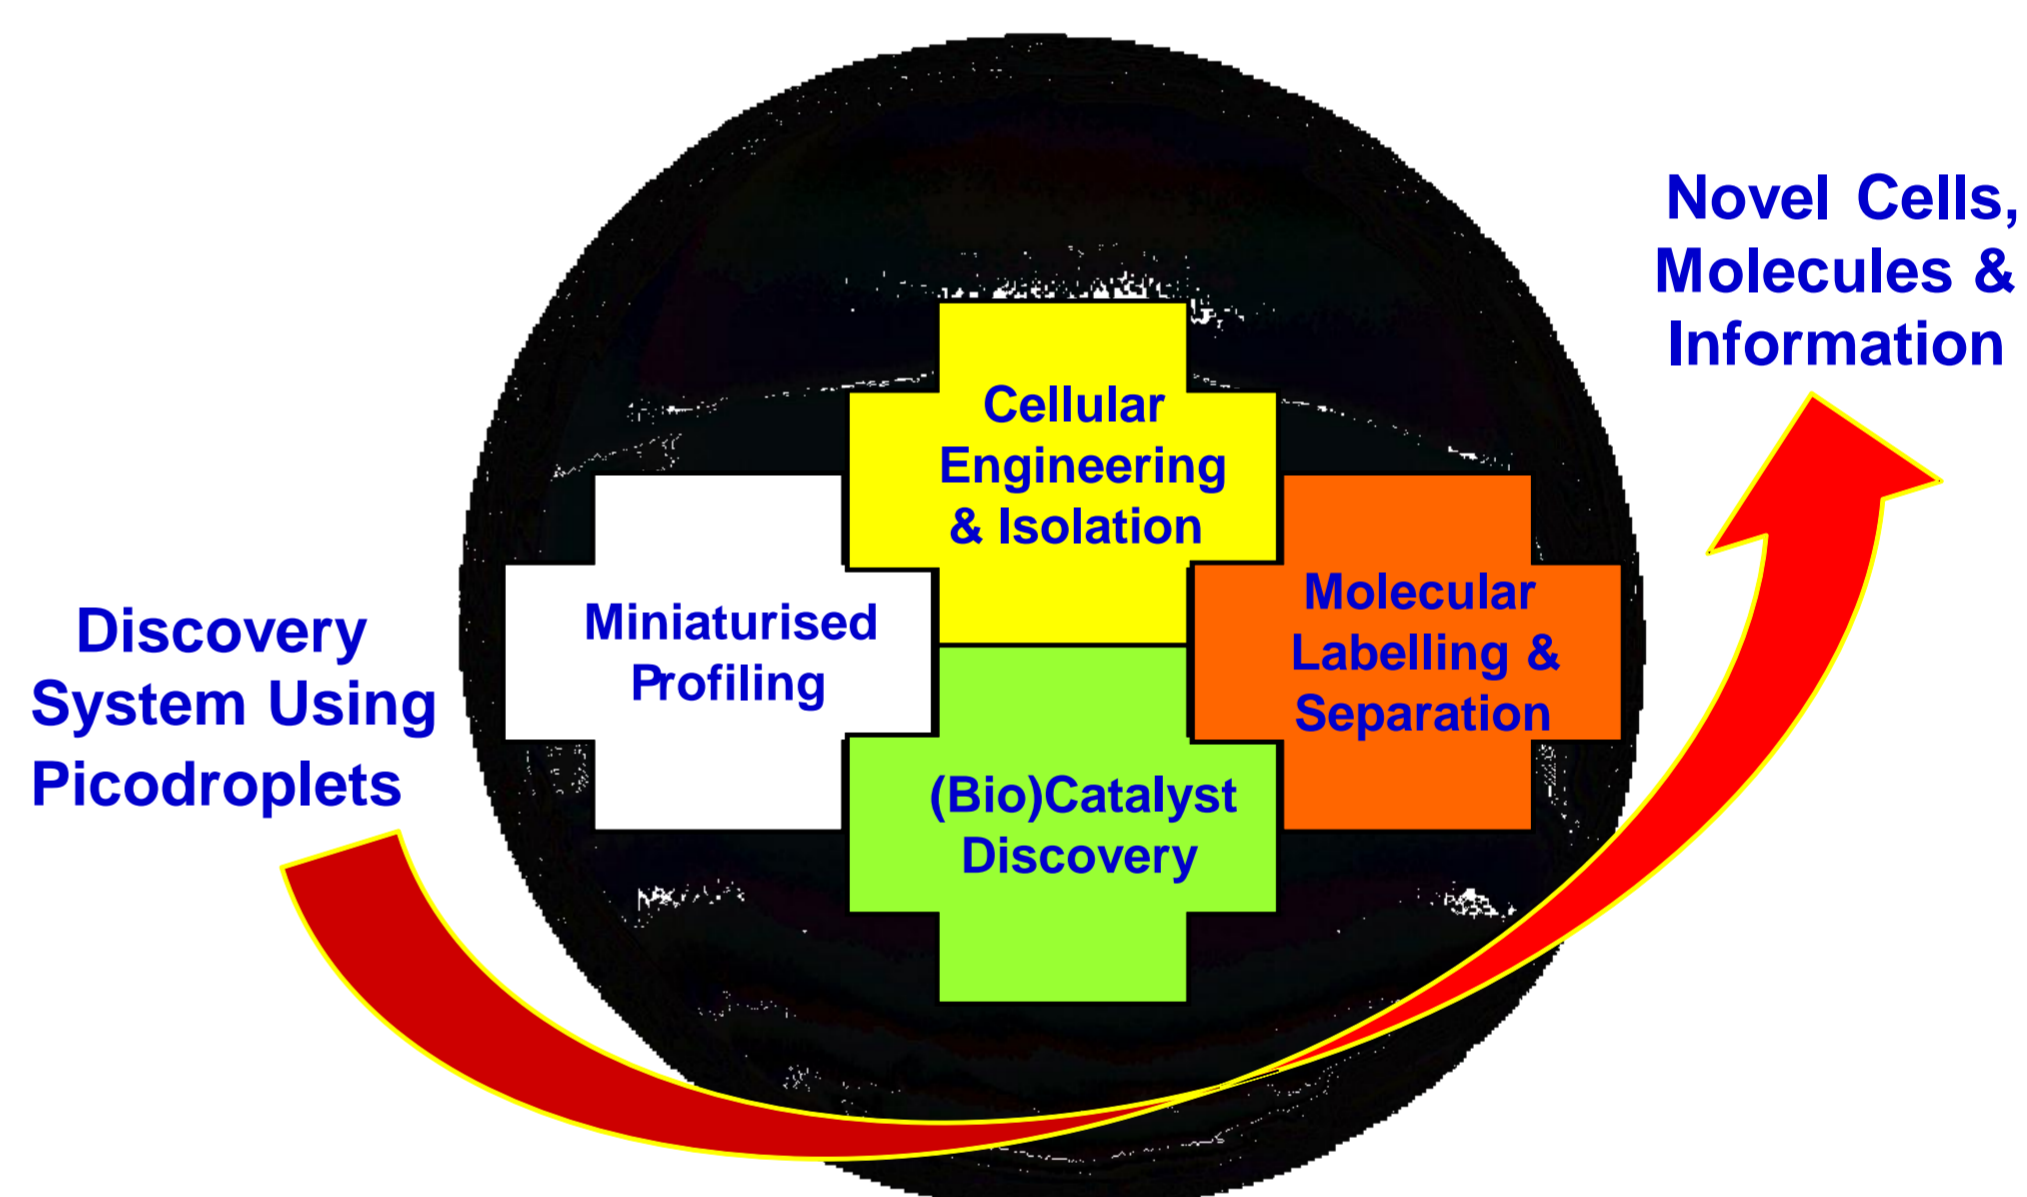 Discovery
System Using
Picodroplets
Miniaturised
Profiling
Cellular
Engineering
& Isolation
(Bio)Catalyst
Discovery
Molecular
Labelling &
Separation
Novel Cells,
Molecules &
Information